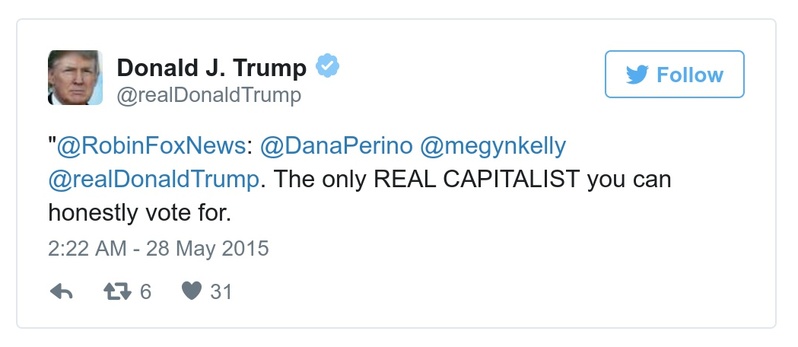 Donald J. Trump
@realDonaldTrump
Follow
"@RobinFoxNews: @DanaPerino @megynkelly
@realDonaldTrump. The only REAL CAPITALIST you can
honestly vote for.
2:22 AM - 28 May 2015
6 31